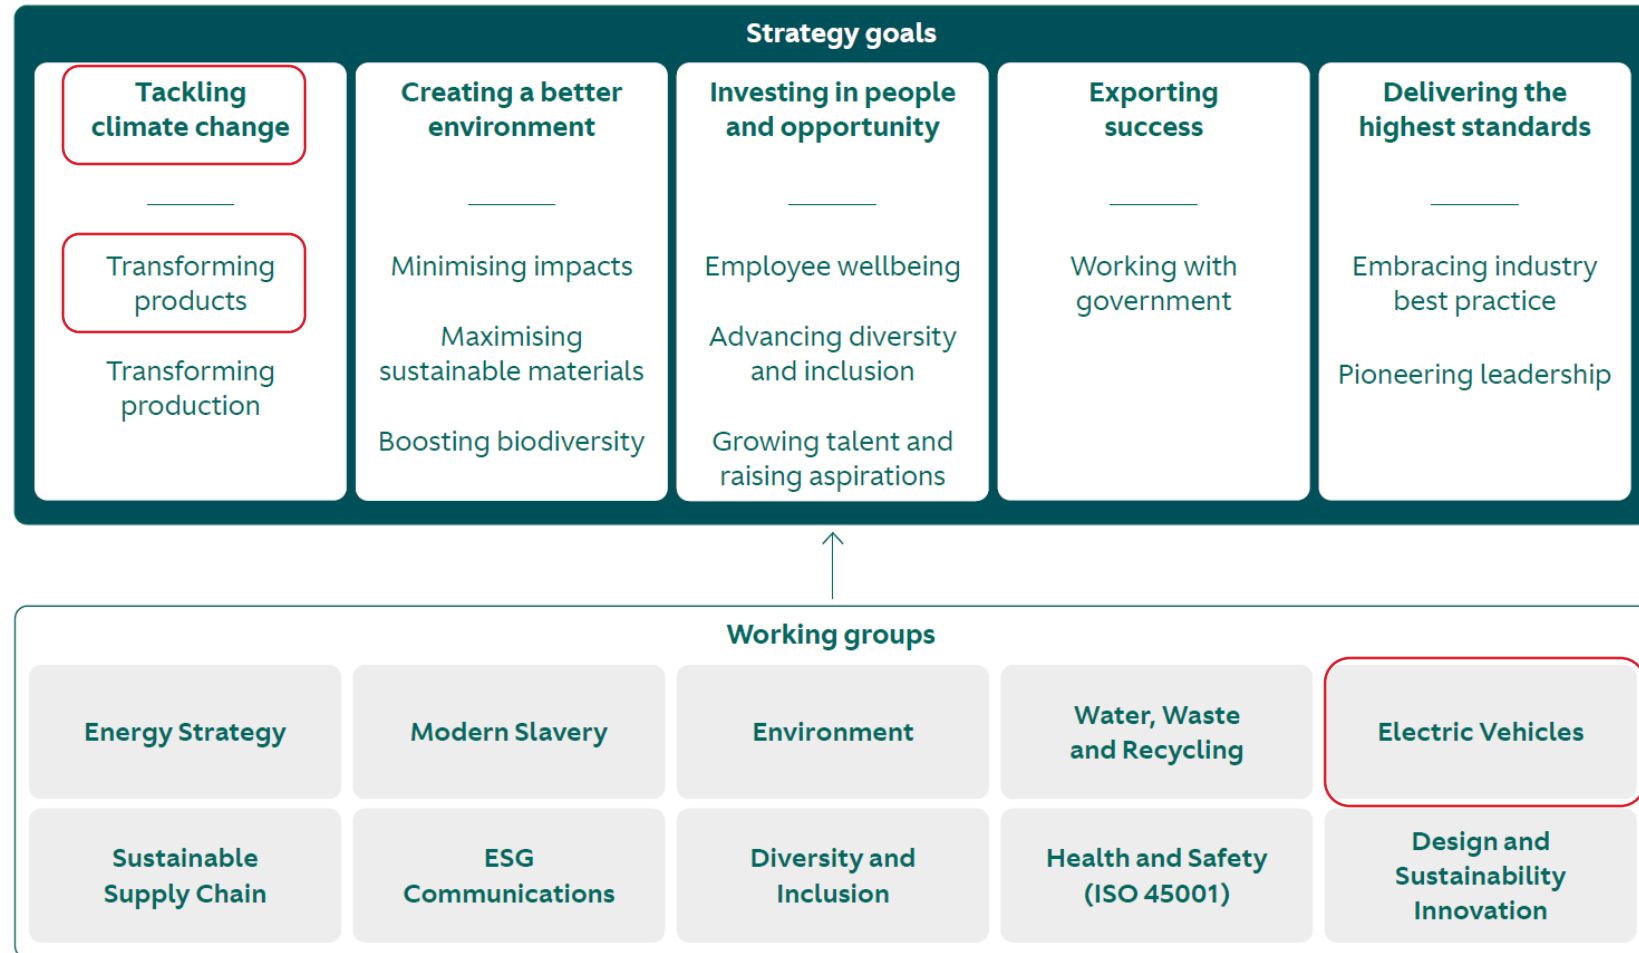 Strategy goals
Tackling
climate change
Transforming
products
Transforming
production
Creating a better
environment
Minimising impacts
Maximising
sustainable materials
Boosting biodiversity
Investing in people
and opportunity
Employee wellbeing
Advancing diversity
and inclusion
Growing talent and
raising aspirations
Exporting
success
Working with
government
Delivering the
highest standards
Embracing industry
best practice
Pioneering leadership
Working groups
Energy Strategy
Modern Slavery
Environment
Water, Waste
and Recycling
Electric Vehicles
Sustainable
Supply Chain
ESG
Communications
Diversity and
Inclusion
Health and Safety
(ISO 45001)
Design and
Sustainability
Innovation